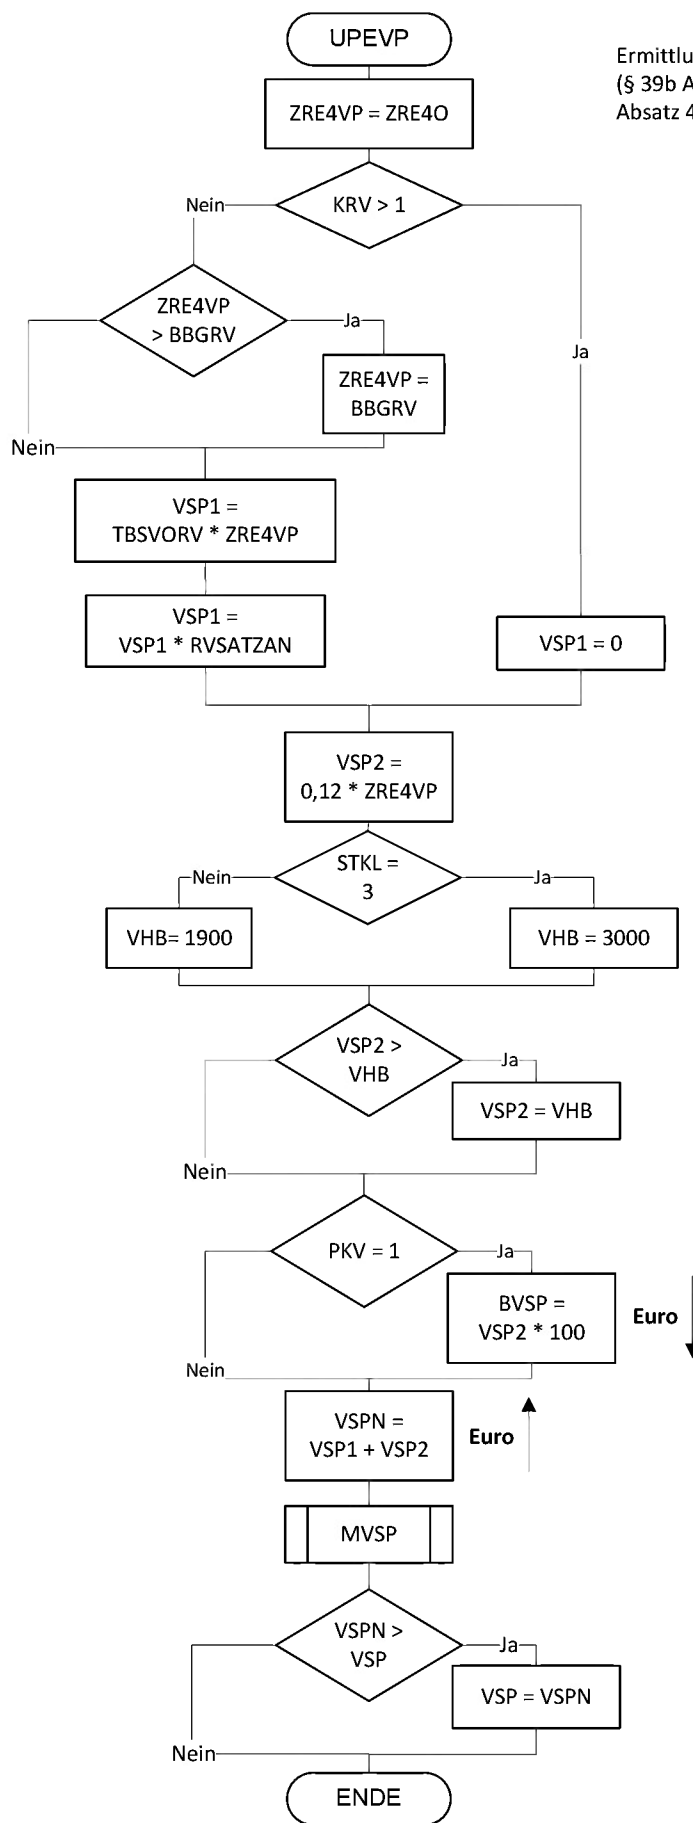 UPEVP
Ermittlu
(§ 39b A
Absatz 4
ZRE4VP = ZRE4O
KRV > 1
Nein
Ja
ZRE4VP
> BBGRV
Ja
ZRE4VP =
BBGRV
Nein
VSP1 =
TBSVORV * ZRE4VP
VSP1 =
VSP1 * RVSATZAN
VSP1 = 0
VSP2 =
0,12 * ZRE4VP
STKL =
3
Nein
Ja
VHB= 1900
VHB = 3000
VSP2 >
VHB
Ja
VSP2 = VHB
Nein
PKV = 1
Ja
BVSP =
VSP2 * 100
Euro
Nein
VSPN =
VSP1 + VSP2
Euro
MVSP
VSPN >
VSP
Ja
VSP = VSPN
Nein
ENDE